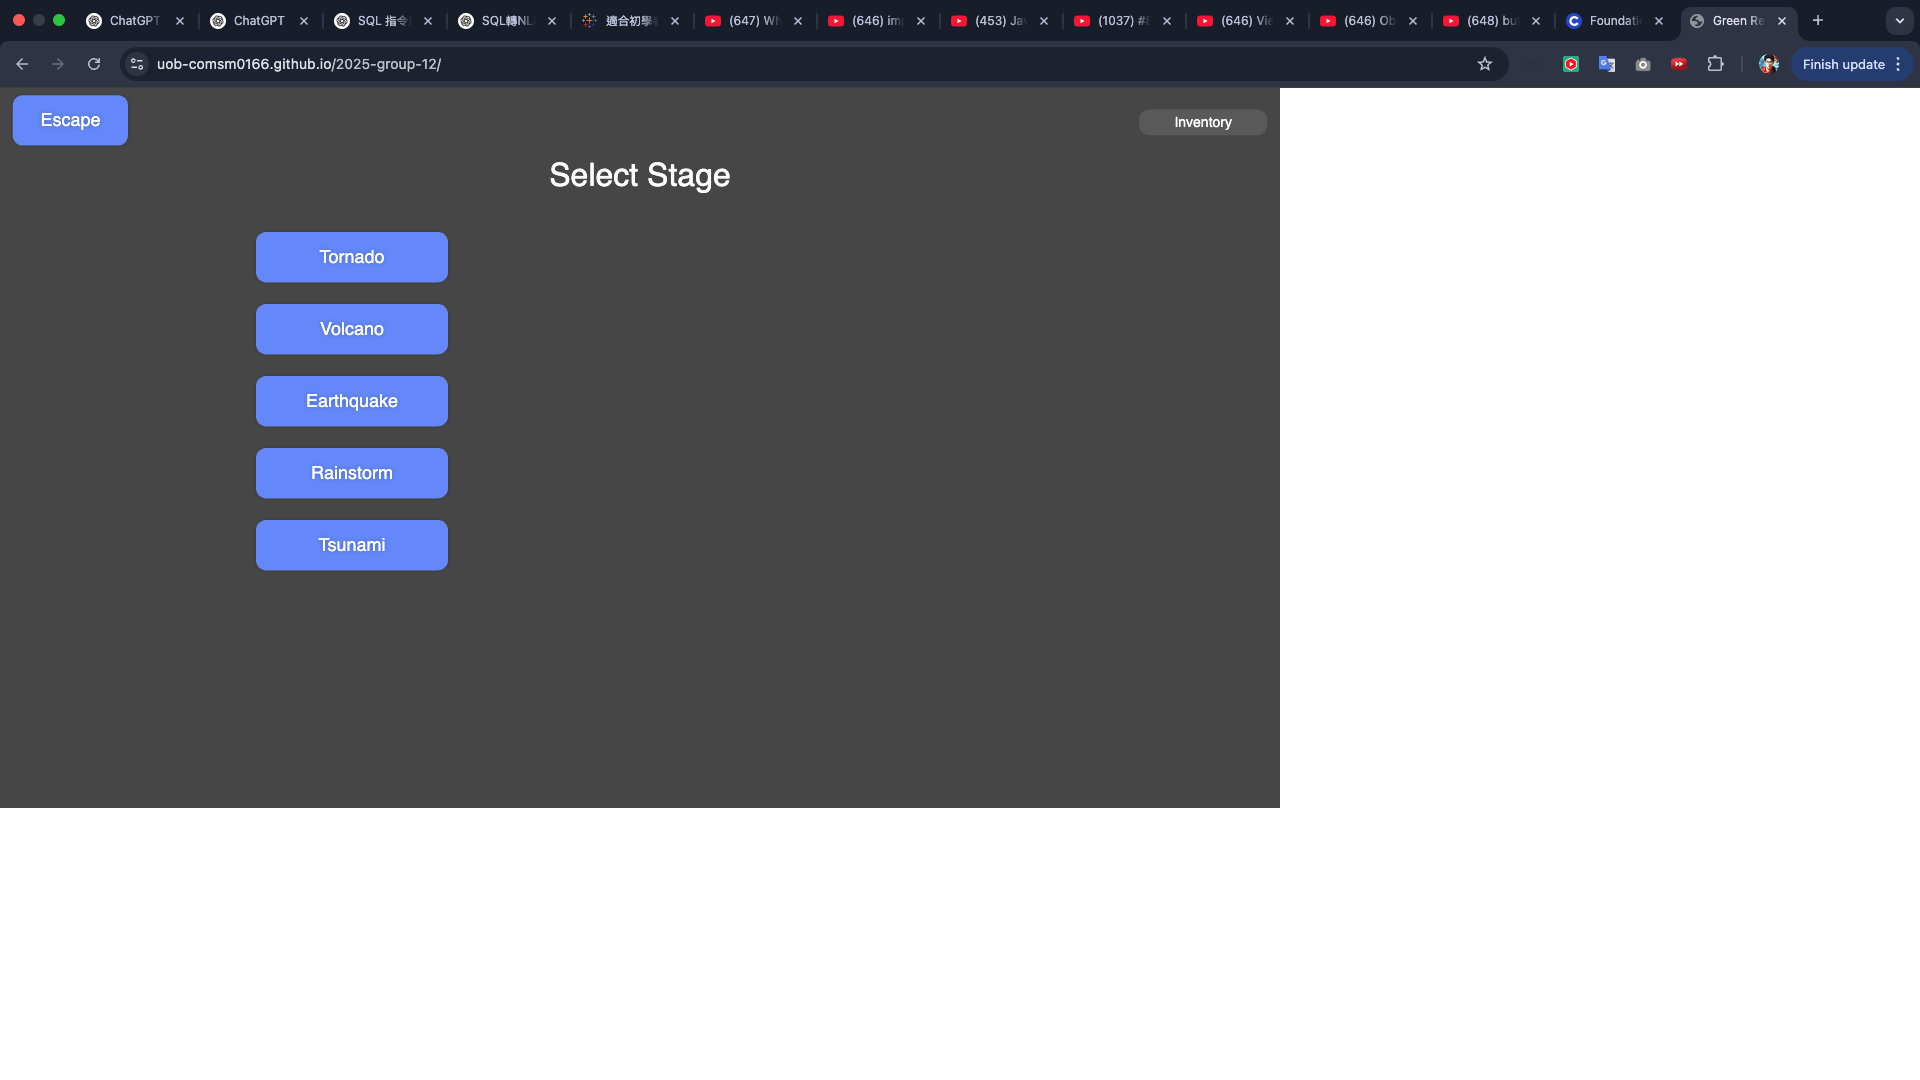 ChatGPT
ChatGPT
SQL 指令
SQL轉NL
適合初學
(647) Wh
(646) im
(453) Ja
(1037) #
(646) Vie
(646) Ob
(648) bu
Foundati
Green Re
uob-comsm0166.github.io/2025-group-12/
Finish update
Escape
Inventory
Select Stage
Tornado
Volcano
Earthquake
Rainstorm
Tsunami